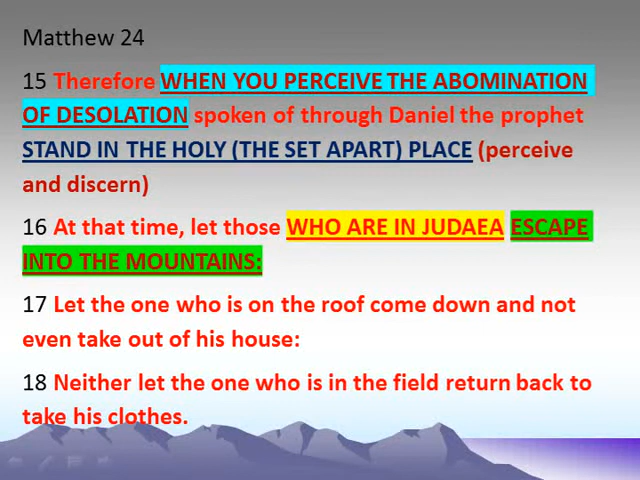 Matthew 24
15 Therefore WHEN YOU PERCEIVE THE ABOMINATION
OF DESOLATION spoken of through Daniel the prophet
STAND IN THE HOLY (THE SET APART) PLACE (perceive
and discern)
16 At that time, let those WHO ARE IN JUDAEA ESCAPE
INTO THE MOUNTAINS:
17 Let the one who is on the roof come down and not
even take out of his house:
18 Neither let the one who is in the field return back to
take his clothes.